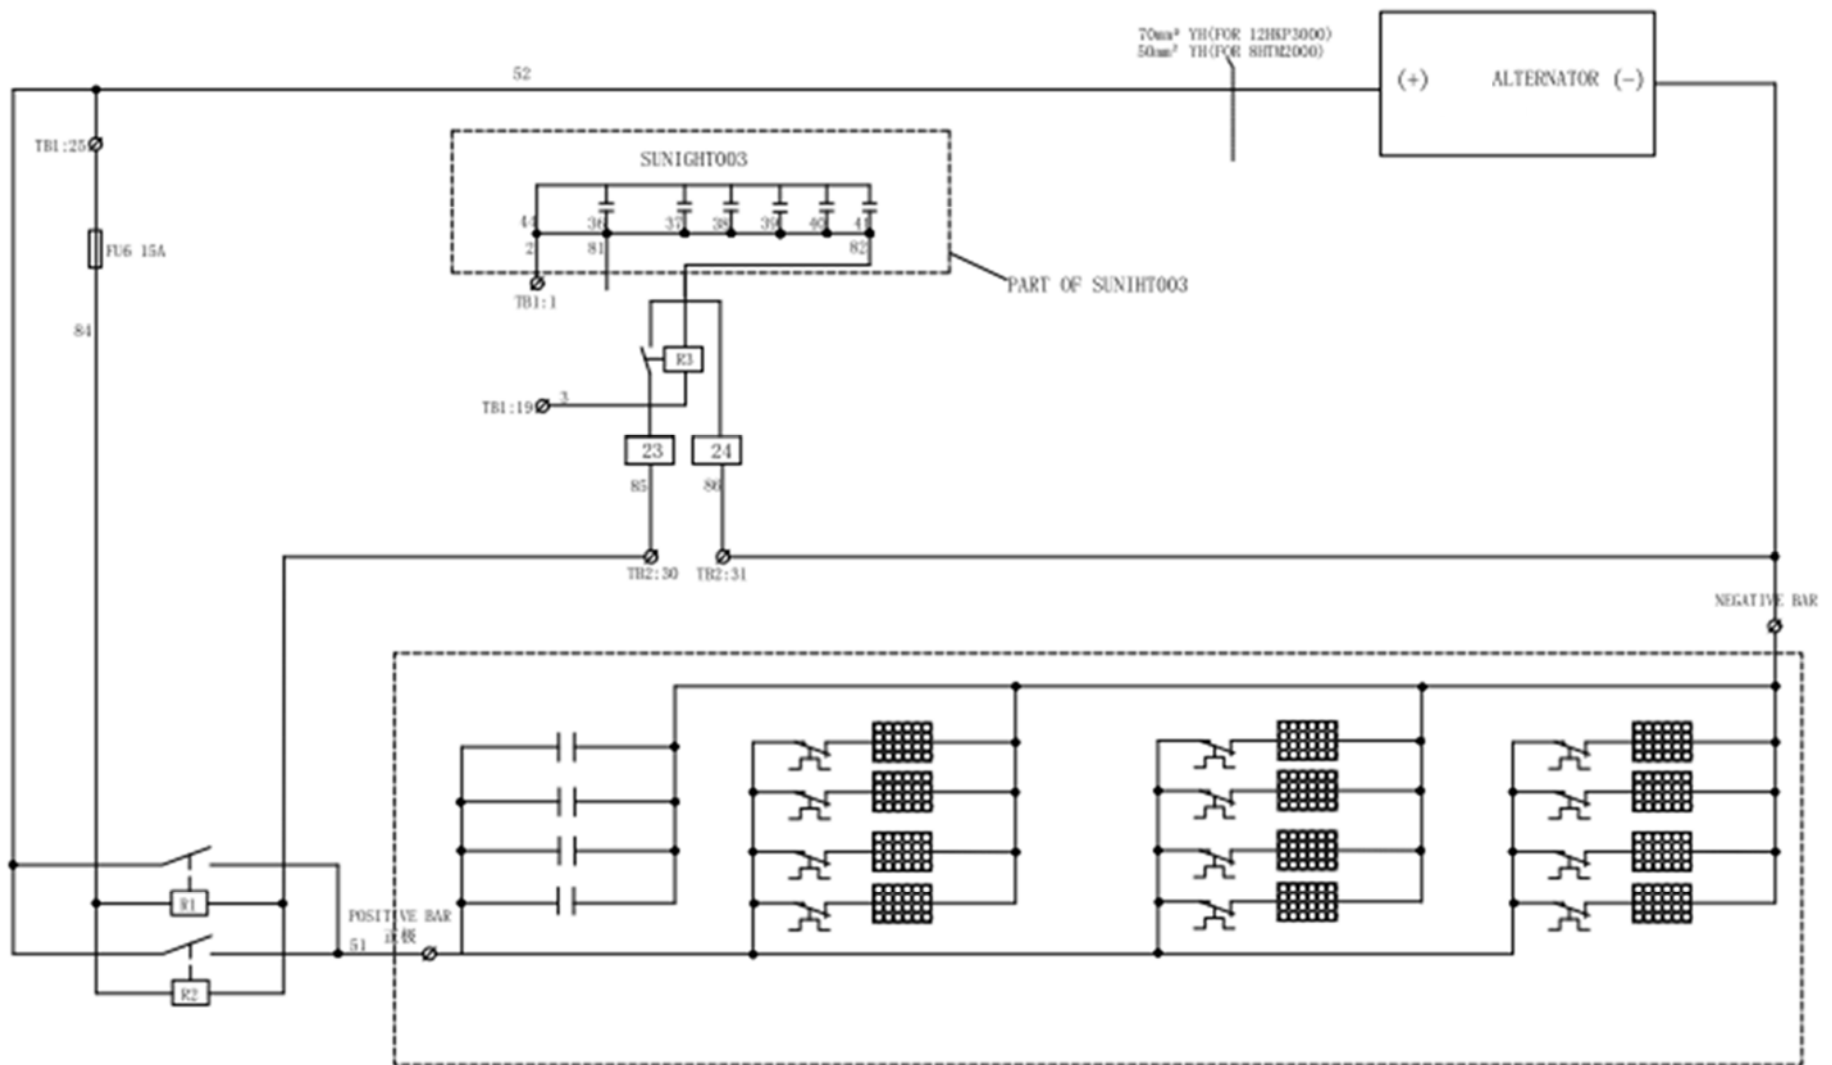 70mm² YH(FOR 12HKP3000)
50mm² YH(FOR 8HTM2000)
(+) ALTERNATOR (-)
52
TB1:25
SUNIGHT003
44 36 37 38 39 40 41
2 81 82
FU6 15A
PART OF SUNIHT003
TB1:1
84
R3
TB1:19 3
23 24
85 86
TB2:30 TB2:31
NEGATIVE BAR
R1
POSITIVE BAR
正极
51
R2